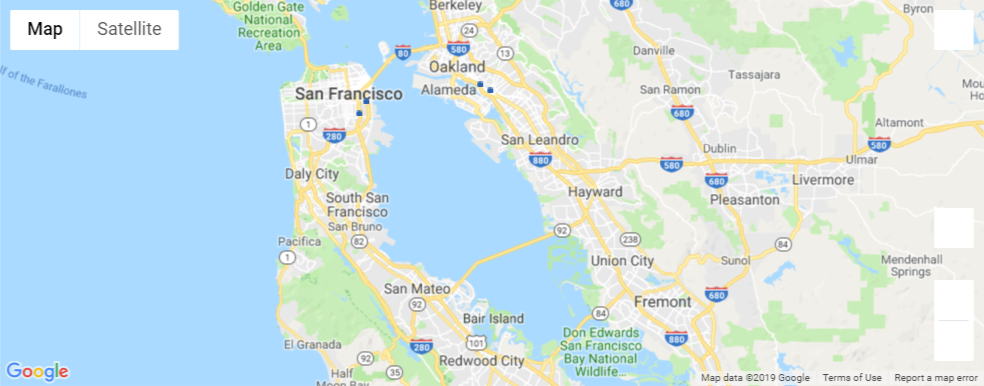 Map
Satellite
Golden Gate
National
Recreation
Area
Berkeley
24
13
80
580
680
Byron
Danville
lf of the Farallones
Oakland
Alameda
San Francisco
Tassajara
San Ramon
680
1
280
San Leandro
880
Dublin
Altamont
580
Ulmar
580
680
Daly City
Hayward
Livermore
Pleasanton
South San
Francisco
San Bruno
Pacifica
82
92
238
84
1
Union City
Sunol
Mendenhall
Springs
San Mateo
92
680
Fremont
84
Bair Island
880
Don Edwards
San Francisco
Bay National
Wildlife...
El Granada
280
101
92
35
Redwood City
Half
Moon Bay
Google
Map data ©2019 Google
Terms of Use
Report a map error